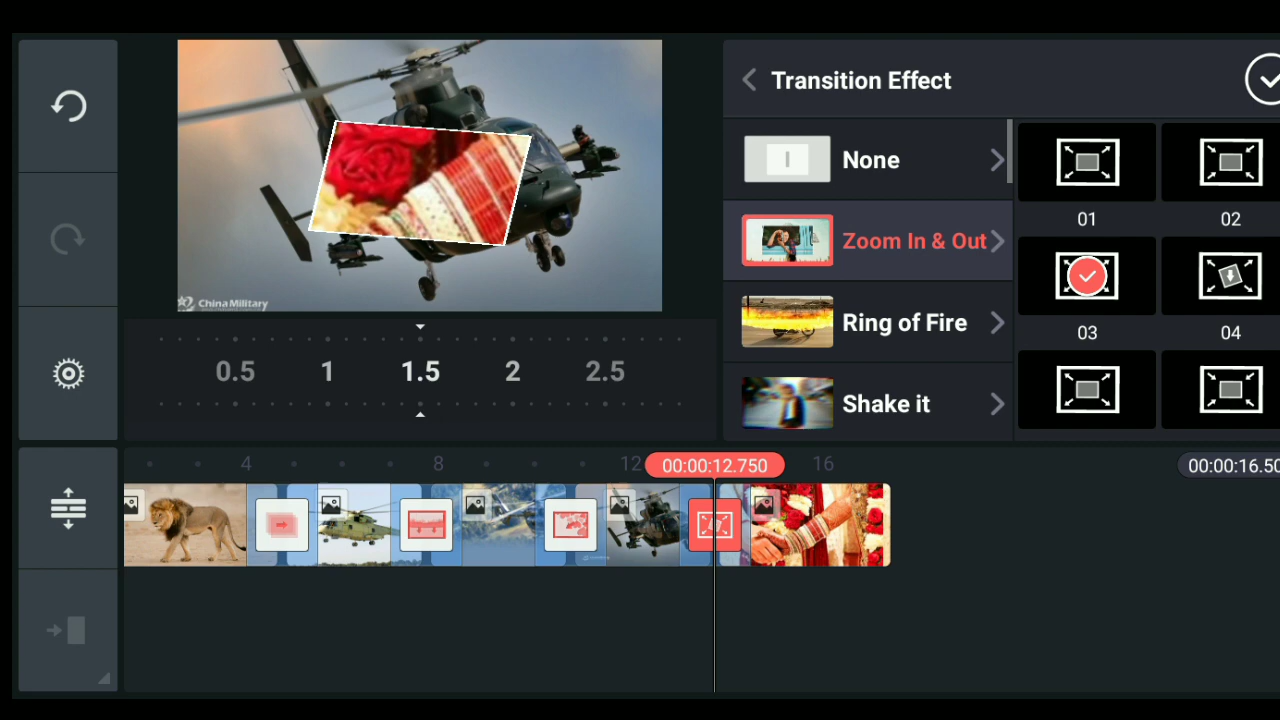 Transition Effect
None
Zoom In & Out
Ring of Fire
Shake it
01
02
03
04
China Military
0.5 1 1.5 2 2.5
4 8 12 00:00:12.750 16
00:00:16.50